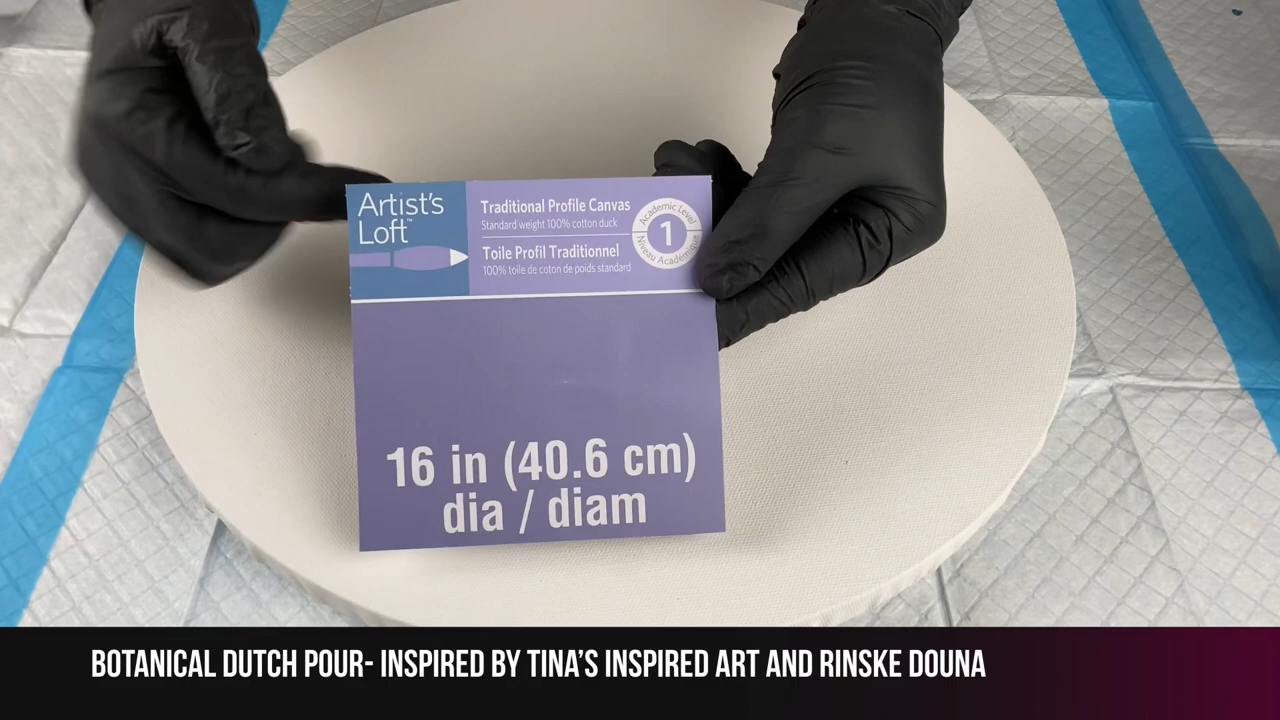 Artist's
Loft™
Traditional Profile Canvas
Standard weight 100% cotton duck
Toile Profil Traditionnel
100% toile de coton de poids standard
Academic Level
1
Niveau Académique
16 in (40.6 cm)
dia / diam
BOTANICAL DUTCH POUR- INSPIRED BY TINA'S INSPIRED ART AND RINSKE DOUNA